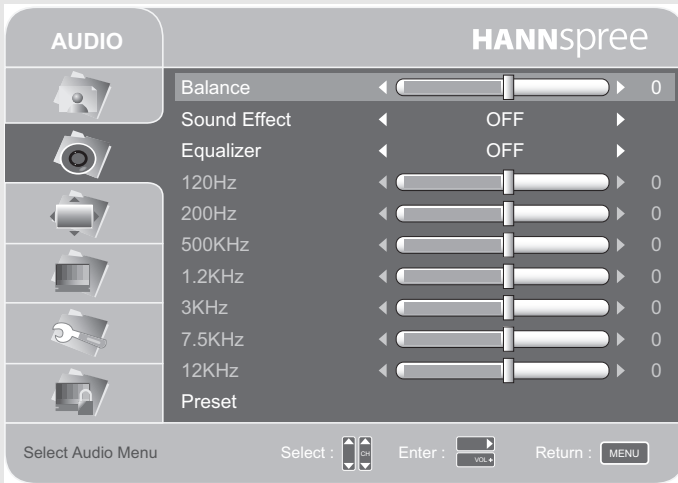 AUDIO
HANNspree
Balance 0
Sound Effect OFF
Equalizer OFF
120Hz 0
200Hz 0
500KHz 0
1.2KHz 0
3KHz 0
7.5KHz 0
12KHz 0
Preset
Select Audio Menu Select : CH Enter : VOL+ Return : MENU